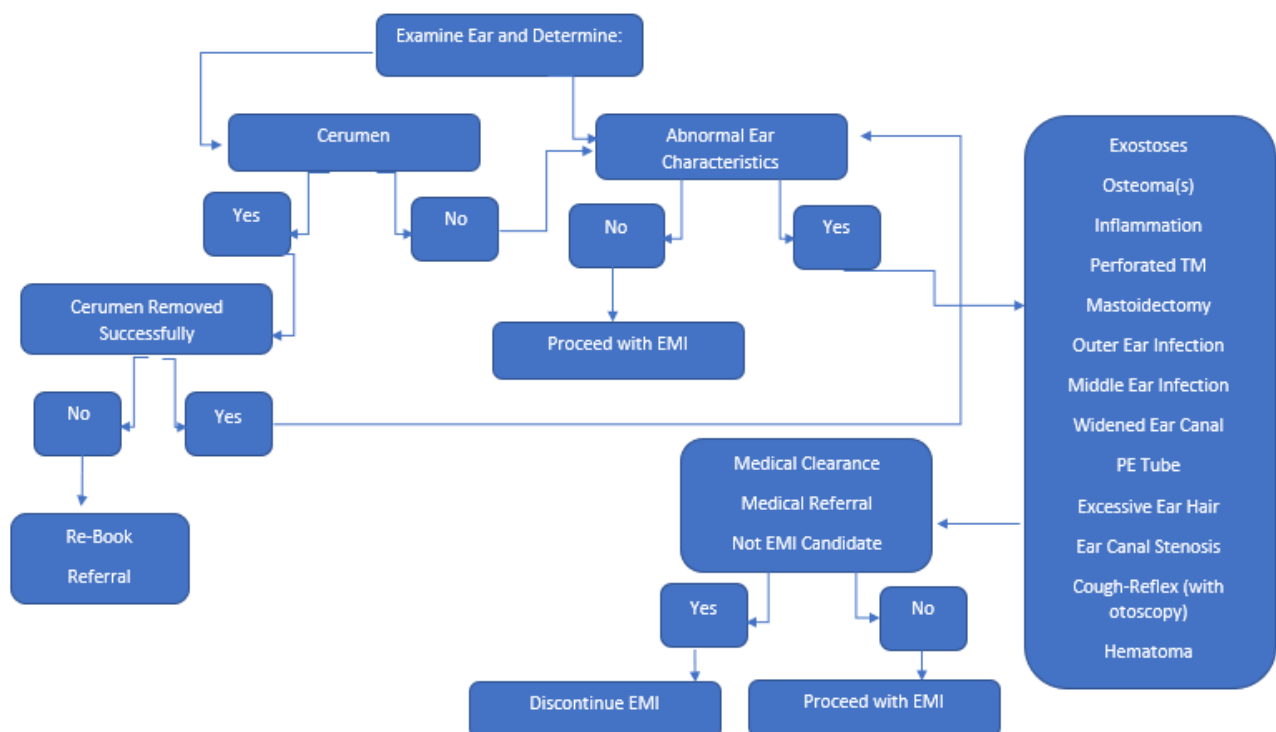 Examine Ear and Determine:
Cerumen
Abnormal Ear
Characteristics
Yes
No
No
Yes
Cerumen Removed
Successfully
Proceed with EMI
No
Yes
Re-Book
Referral
Exostoses
Osteoma(s)
Inflammation
Perforated TM
Mastoidectomy
Outer Ear Infection
Middle Ear Infection
Widened Ear Canal
PE Tube
Excessive Ear Hair
Ear Canal Stenosis
Cough-Reflex (with
otoscopy)
Hematoma
Medical Clearance
Medical Referral
Not EMI Candidate
Yes
No
Discontinue EMI
Proceed with EMI